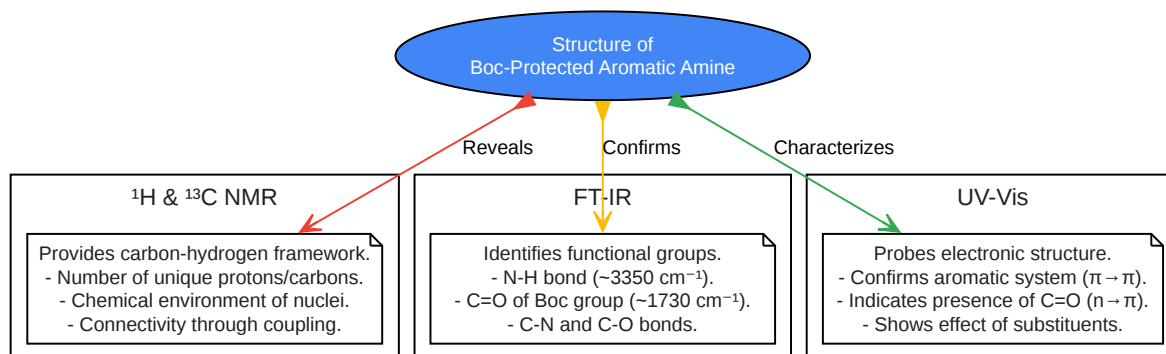 Structure of
Boc-Protected Aromatic Amine
Reveals
Confirms
Characterizes
¹H & ¹³C NMR
Provides carbon-hydrogen framework.
- Number of unique protons/carbons.
- Chemical environment of nuclei.
- Connectivity through coupling.
FT-IR
Identifies functional groups.
- N-H bond (~3350 cm⁻¹).
- C=O of Boc group (~1730 cm⁻¹).
- C-N and C-O bonds.
UV-Vis
Probes electronic structure.
- Confirms aromatic system (π→π).
- Indicates presence of C=O (n→π).
- Shows effect of substituents.